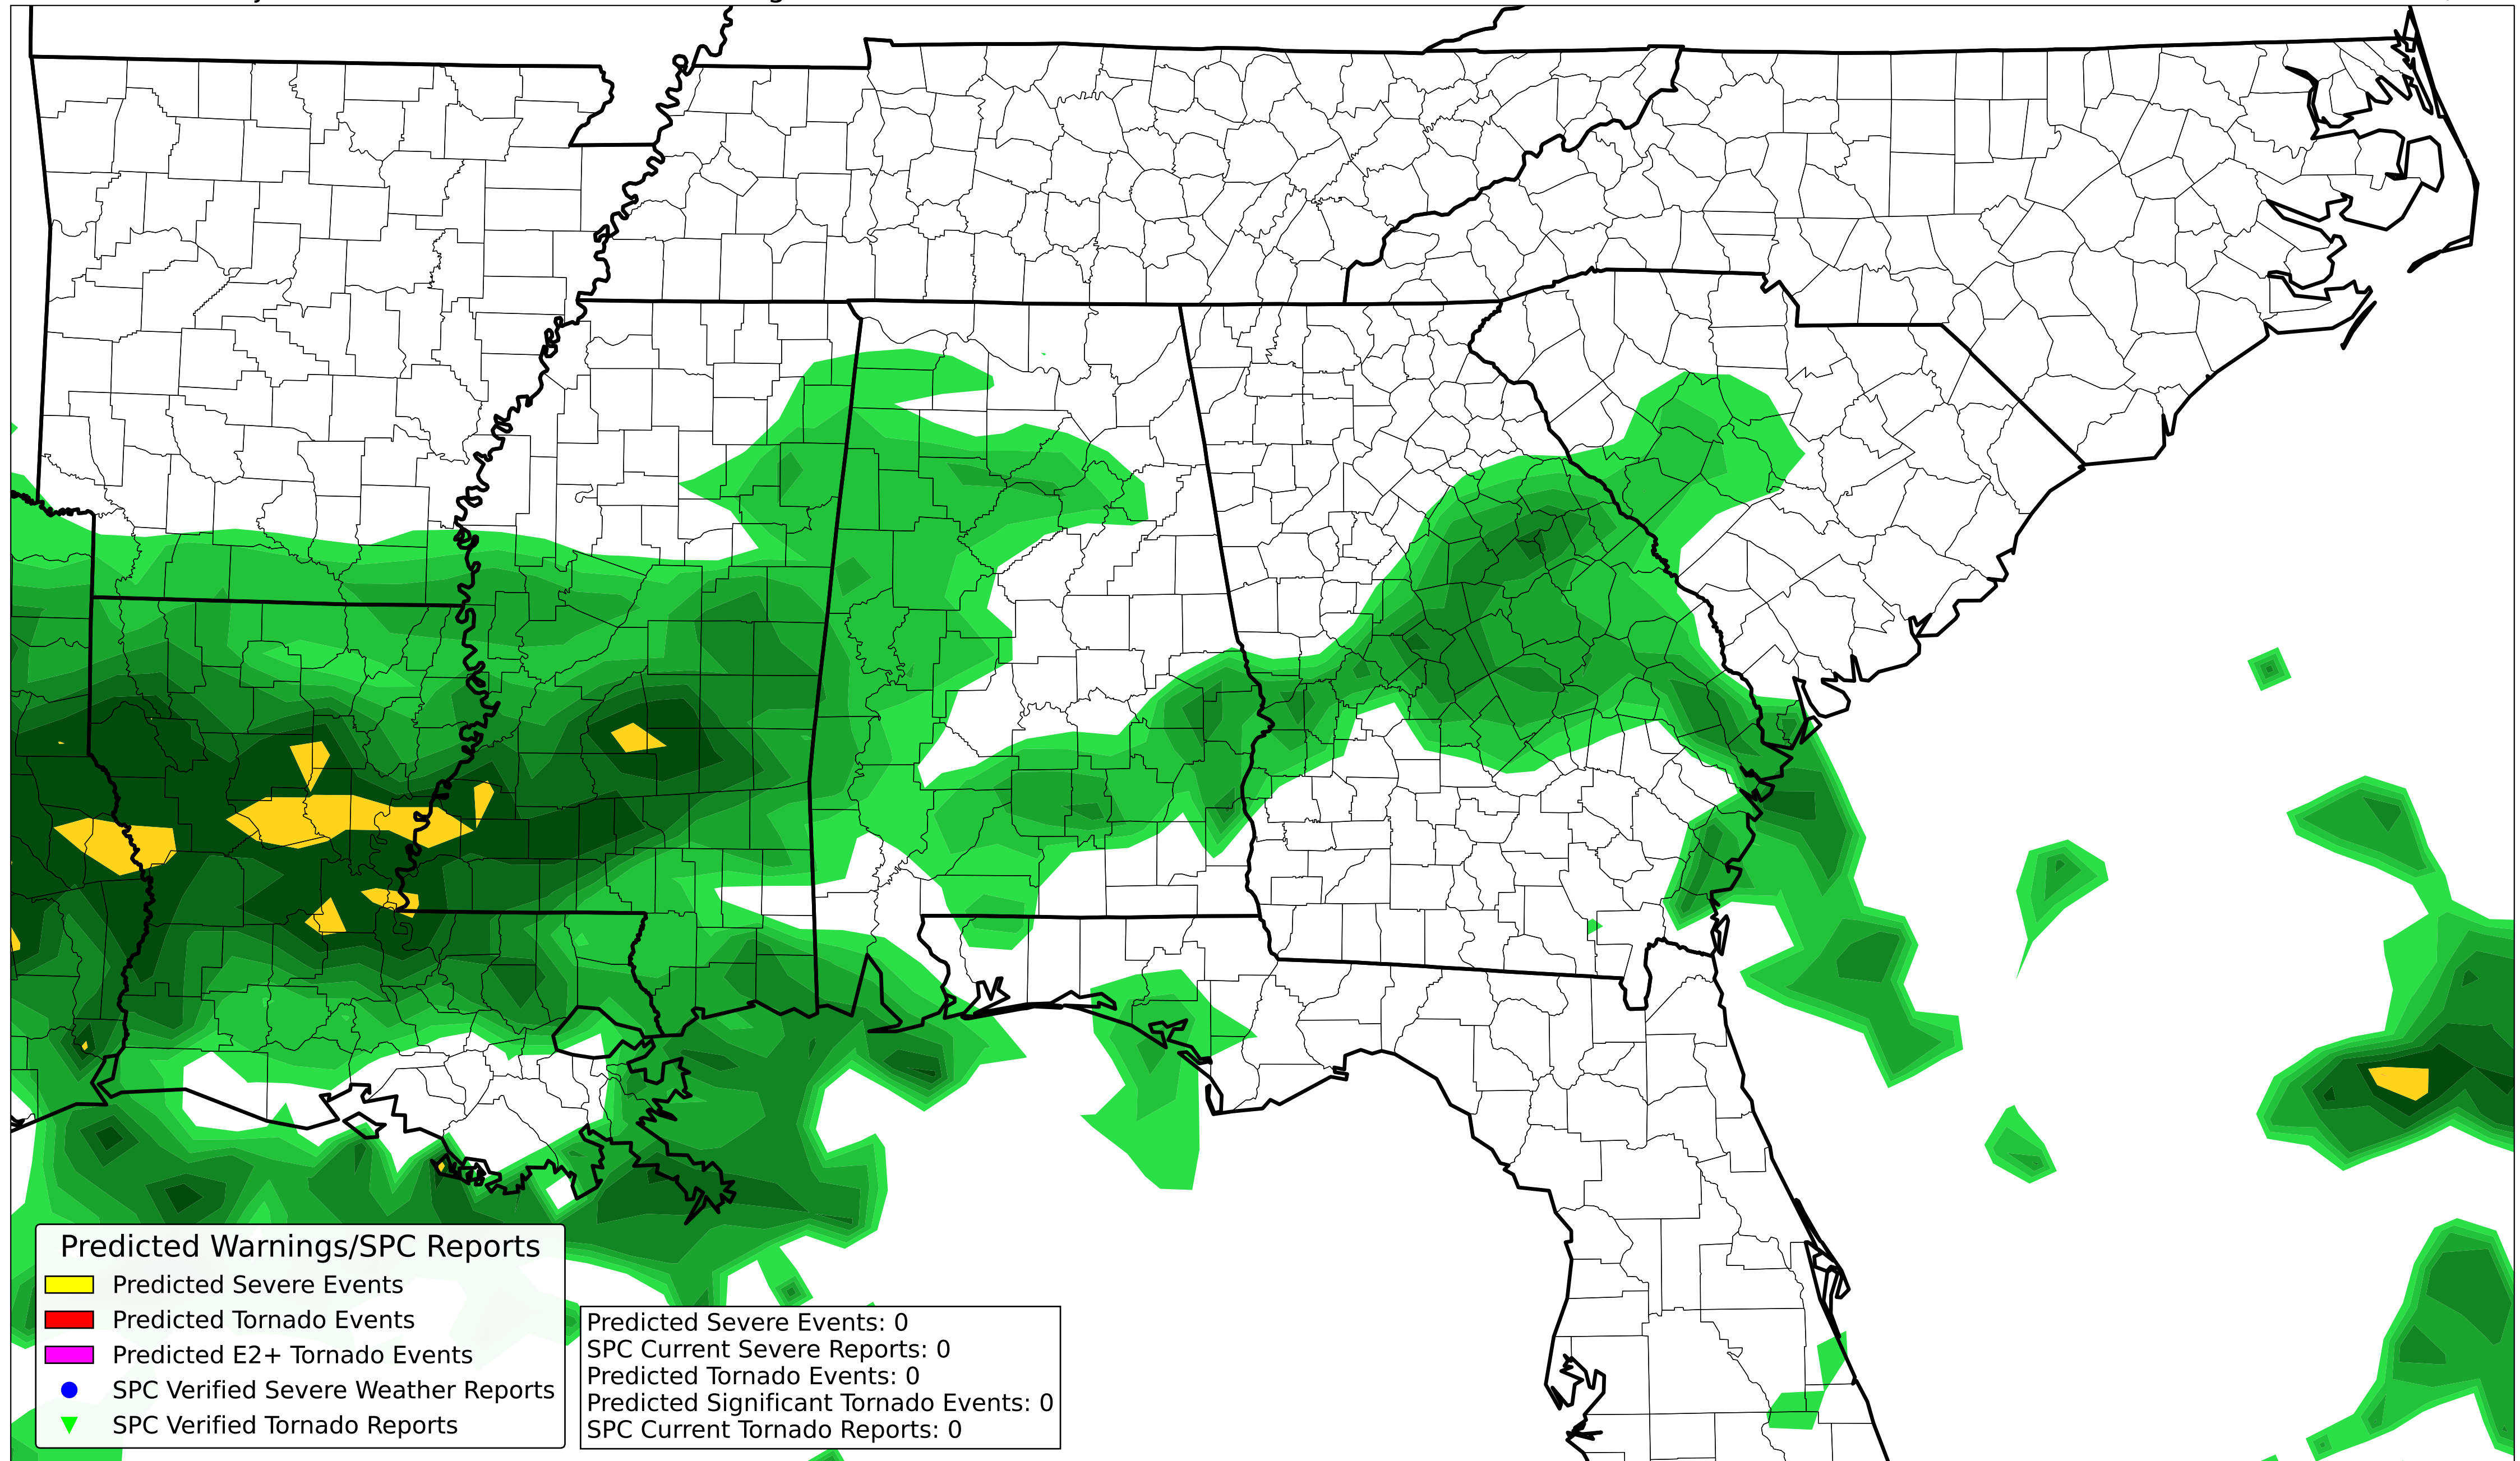 Predicted Warnings/SPC Reports
Predicted Severe Events
Predicted Tornado Events
Predicted E2+ Tornado Events
SPC Verified Severe Weather Reports
SPC Verified Tornado Reports
Predicted Severe Events: 0
SPC Current Severe Reports: 0
Predicted Tornado Events: 0
Predicted Significant Tornado Events: 0
SPC Current Tornado Reports: 0